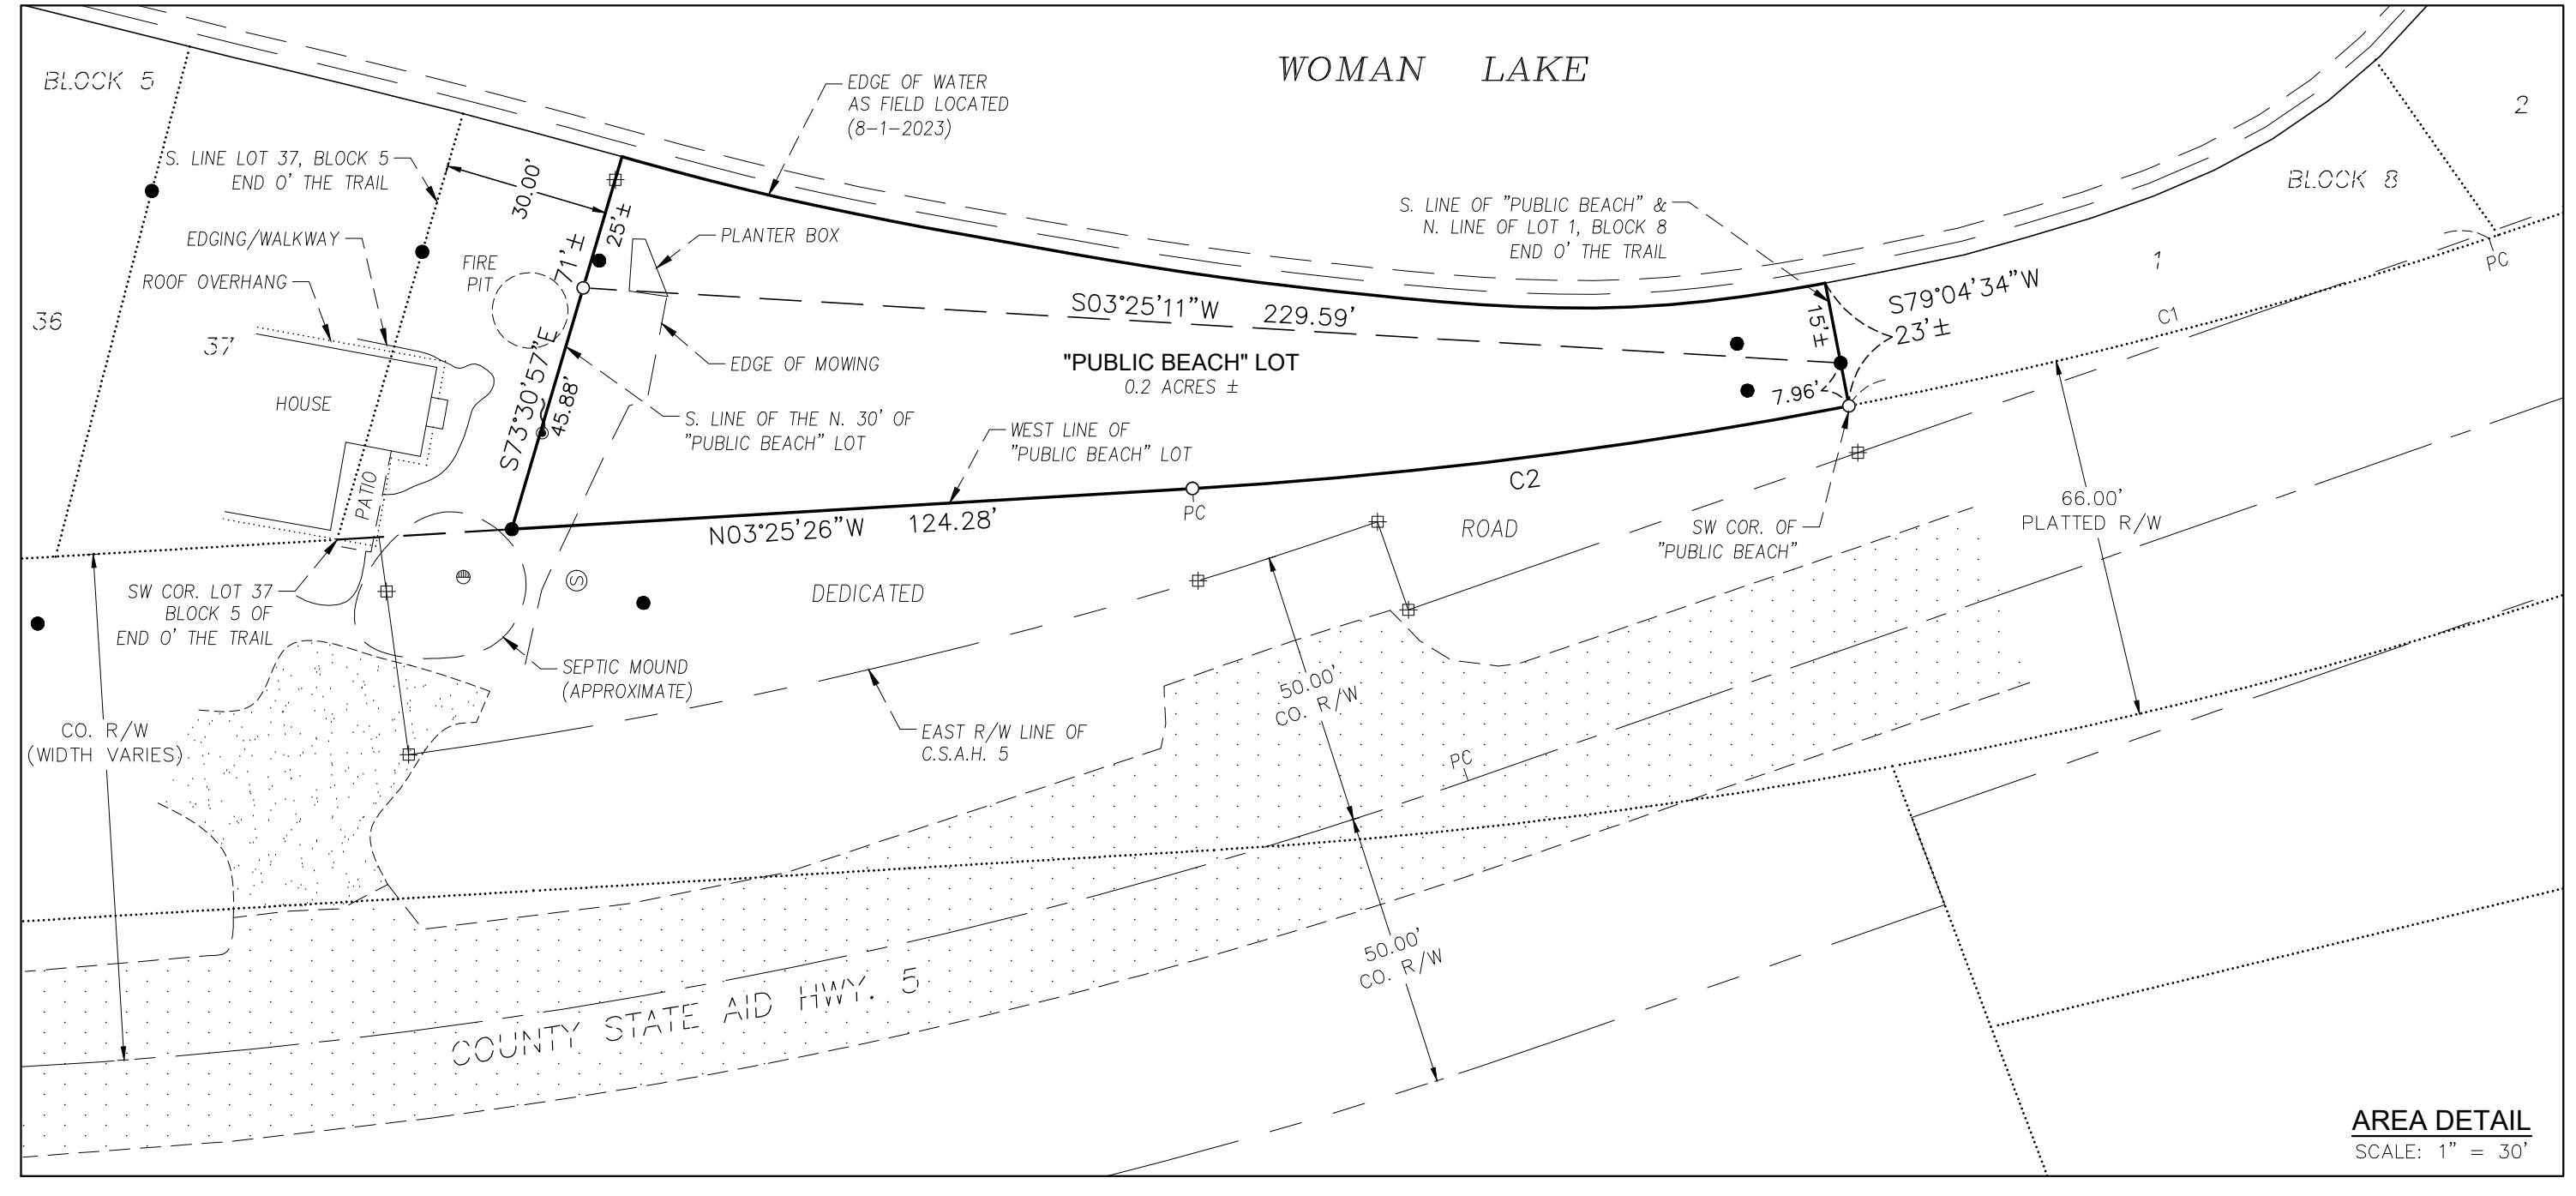 WOMAN LAKE
BLOCK 5
EDGE OF WATER
AS FIELD LOCATED
(8-1-2023)
2
S. LINE LOT 37, BLOCK 5
END O' THE TRAIL
30.00'
BLOCK 8
S. LINE OF "PUBLIC BEACH" &
N. LINE OF LOT 1, BLOCK 8
END O' THE TRAIL
25'±
EDGING/WALKWAY
PLANTER BOX
71'±
FIRE
PIT
ROOF OVERHANG
1
PC
S79°04'34"W
23'±
S03°25'11"W 229.59'
15'±
C1
36
37
"PUBLIC BEACH" LOT
0.2 ACRES ±
EDGE OF MOWING
S73°30'57"E
45.88'
7.96'
HOUSE
S. LINE OF THE N. 30' OF
"PUBLIC BEACH" LOT
WEST LINE OF
"PUBLIC BEACH" LOT
C2
PATIO
PC
N03°25'26"W 124.28'
66.00'
PLATTED R/W
ROAD
SW COR. OF
"PUBLIC BEACH"
S
DEDICATED
SW COR. LOT 37
BLOCK 5 OF
END O' THE TRAIL
SEPTIC MOUND
(APPROXIMATE)
50.00'
CO. R/W
CO. R/W
(WIDTH VARIES)
EAST R/W LINE OF
C.S.A.H. 5
PC
50.00'
CO. R/W
COUNTY STATE AID HWY. 5
AREA DETAIL
SCALE: 1" = 30'